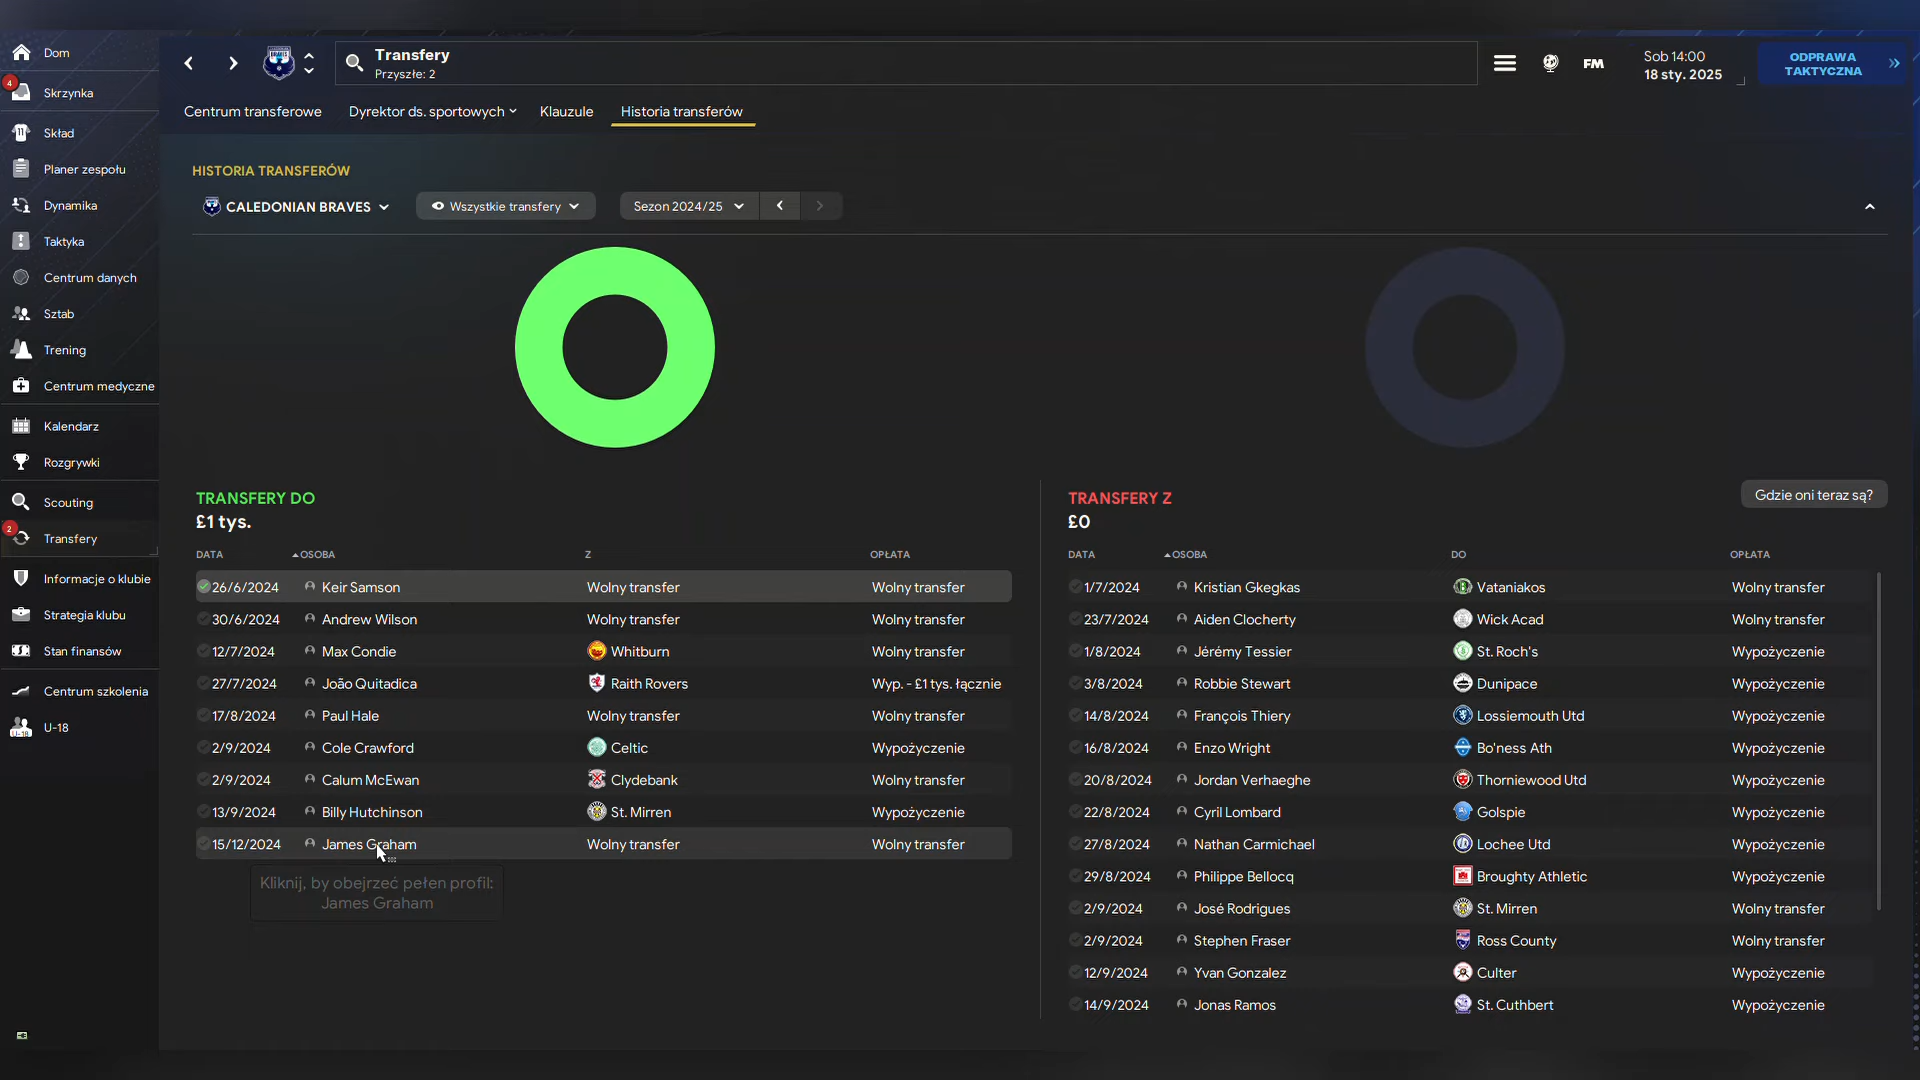 Dom
4
Skrzynka
Skład
Planer zespołu
Dynamika
Taktyka
Centrum danych
Sztab
Trening
Centrum medyczne
Kalendarz
Rozgrywki
Scouting
2
Transfery
Informacje o klubie
Strategia klubu
Stan finansów
Centrum szkolenia
U-18
U-18
Transfery
Przyszłe: 2
FM
Sob 14:00
18 sty. 2025
ODPRAWA
TAKTYCZNA
Centrum transferowe Dyrektor ds. sportowych Klauzule Historia transferów
HISTORIA TRANSFERÓW
CALEDONIAN BRAVES Wszystkie transfery Sezon 2024/25
TRANSFERY DO
£1 tys.
DATA OSOBA Z OPŁATA
26/6/2024 Keir Samson Wolny transfer Wolny transfer
30/6/2024 Andrew Wilson Wolny transfer Wolny transfer
12/7/2024 Max Condie Whitburn Wolny transfer
27/7/2024 João Quitadica Raith Rovers Wyp. - £1 tys. łącznie
17/8/2024 Paul Hale Wolny transfer Wolny transfer
2/9/2024 Cole Crawford Celtic Wypożyczenie
2/9/2024 Calum McEwan Clydebank Wolny transfer
13/9/2024 Billy Hutchinson St. Mirren Wypożyczenie
15/12/2024 James Graham Wolny transfer Wolny transfer
Kliknij, by obejrzeć pełen profil:
James Graham
TRANSFERY Z
£0
Gdzie oni teraz są?
DATA OSOBA DO OPŁATA
1/7/2024 Kristian Gkegkas Vataniakos Wolny transfer
23/7/2024 Aiden Clocherty Wick Acad Wolny transfer
1/8/2024 Jérémy Tessier St. Roch's Wypożyczenie
3/8/2024 Robbie Stewart Dunipace Wypożyczenie
14/8/2024 François Thiery Lossiemouth Utd Wypożyczenie
16/8/2024 Enzo Wright Bo'ness Ath Wypożyczenie
20/8/2024 Jordan Verhaeghe Thorniewood Utd Wypożyczenie
22/8/2024 Cyril Lombard Golspie Wypożyczenie
27/8/2024 Nathan Carmichael Lochee Utd Wypożyczenie
29/8/2024 Philippe Bellocq Broughty Athletic Wypożyczenie
2/9/2024 José Rodrigues St. Mirren Wolny transfer
2/9/2024 Stephen Fraser Ross County Wolny transfer
12/9/2024 Yvan Gonzalez Culter Wypożyczenie
14/9/2024 Jonas Ramos St. Cuthbert Wypożyczenie